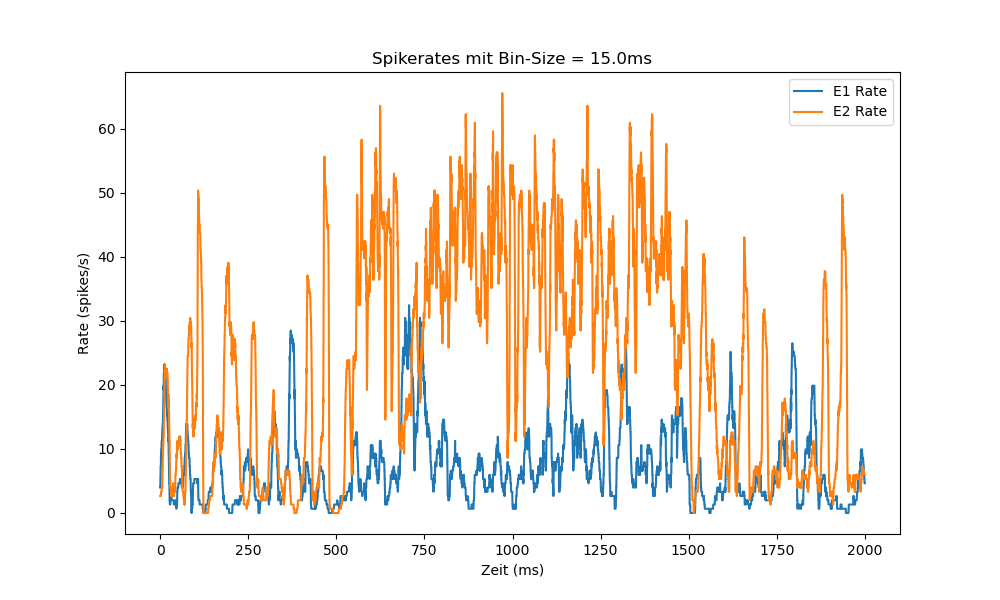 Spikerates mit Bin-Size = 15.0ms
E1 Rate
E2 Rate
Rate (spikes/s)
60
50
40
30
20
10
0
0 250 500 750 1000 1250 1500 1750 2000
Zeit (ms)